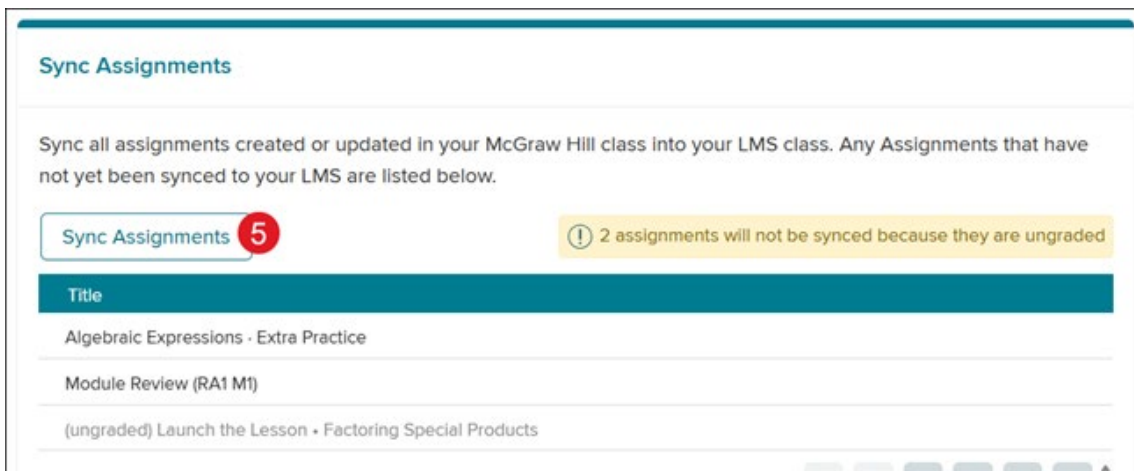 Sync Assignments
Sync all assignments created or updated in your McGraw Hill class into your LMS class. Any Assignments that have
not yet been synced to your LMS are listed below.
Sync Assignments 5
! 2 assignments will not be synced because they are ungraded
Title
Algebraic Expressions · Extra Practice
Module Review (RA1 M1)
(ungraded) Launch the Lesson • Factoring Special Products